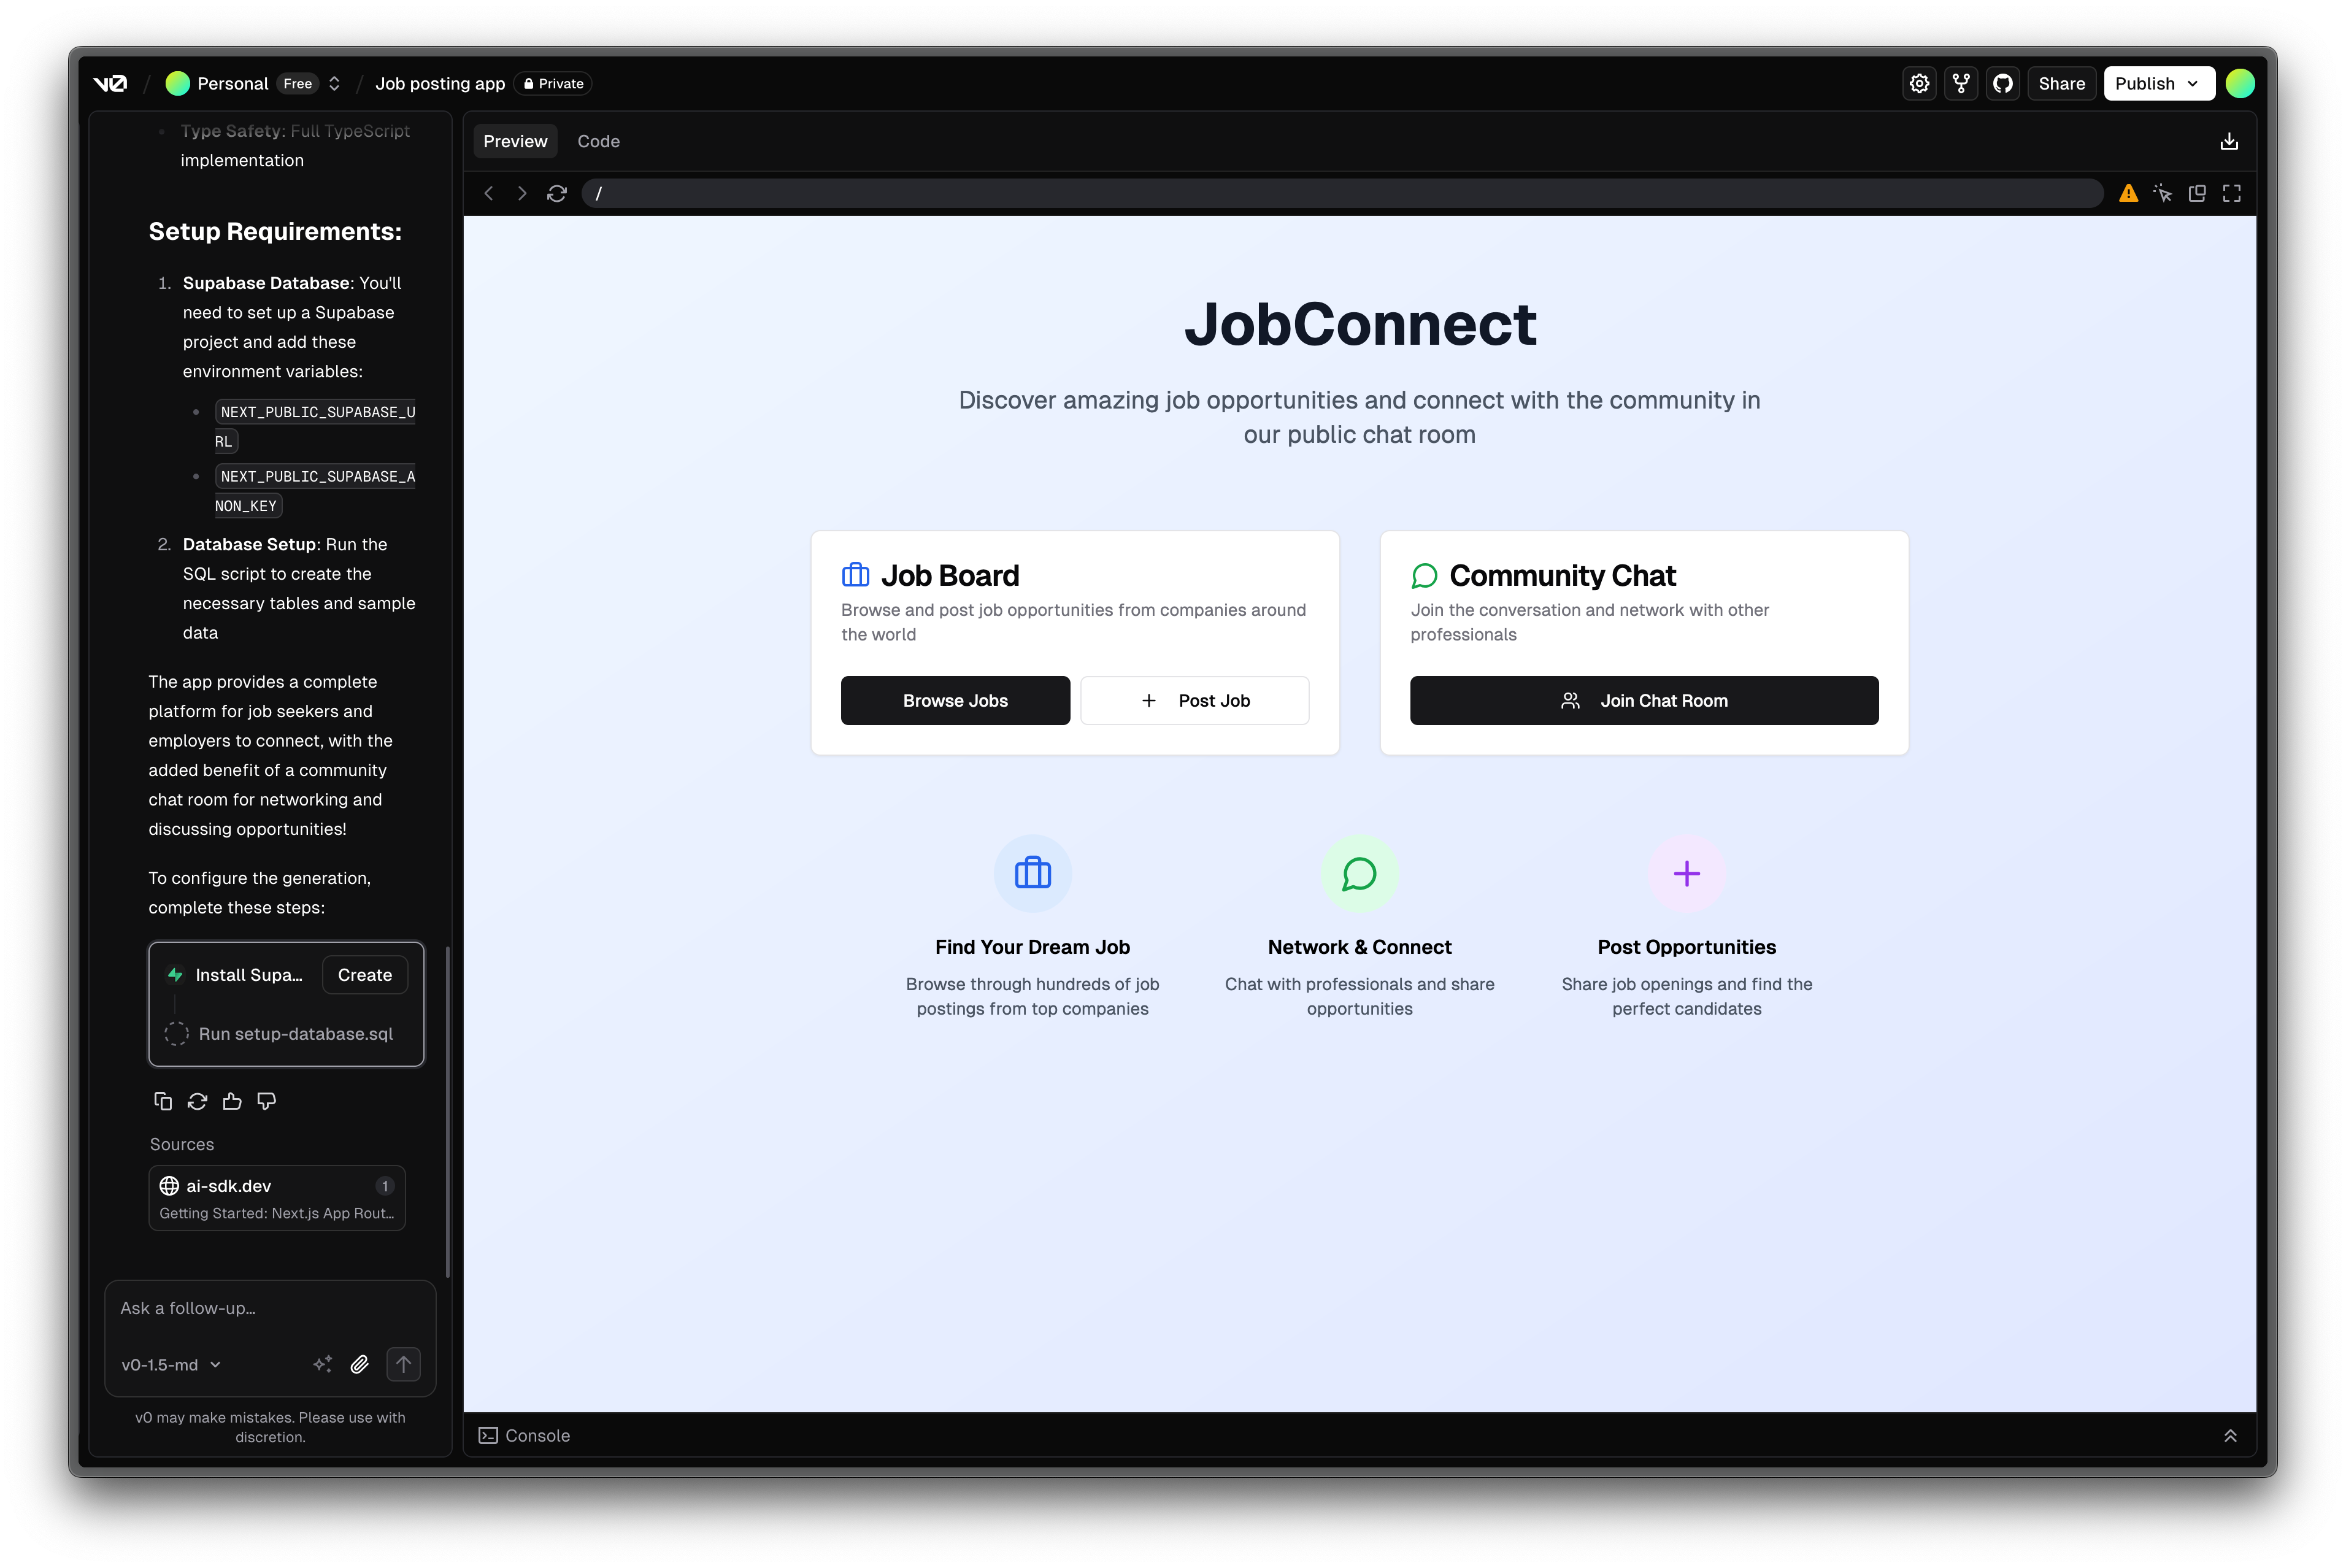 v0 / Personal Free / Job posting app Private
Share Publish
Type Safety: Full TypeScript
implementation
Setup Requirements:
1. Supabase Database: You'll
need to set up a Supabase
project and add these
environment variables:
NEXT_PUBLIC_SUPABASE_U
RL
NEXT_PUBLIC_SUPABASE_A
NON_KEY
2. Database Setup: Run the
SQL script to create the
necessary tables and sample
data
The app provides a complete
platform for job seekers and
employers to connect, with the
added benefit of a community
chat room for networking and
discussing opportunities!
To configure the generation,
complete these steps:
Install Supa...
Create
Run setup-database.sql
Sources
ai-sdk.dev 1
Getting Started: Next.js App Rout...
Ask a follow-up...
v0-1.5-md
v0 may make mistakes. Please use with
discretion.
Preview Code
/
JobConnect
Discover amazing job opportunities and connect with the community in
our public chat room
Job Board
Browse and post job opportunities from companies around
the world
Browse Jobs
Post Job
Community Chat
Join the conversation and network with other
professionals
Join Chat Room
Find Your Dream Job
Browse through hundreds of job
postings from top companies
Network & Connect
Chat with professionals and share
opportunities
Post Opportunities
Share job openings and find the
perfect candidates
Console